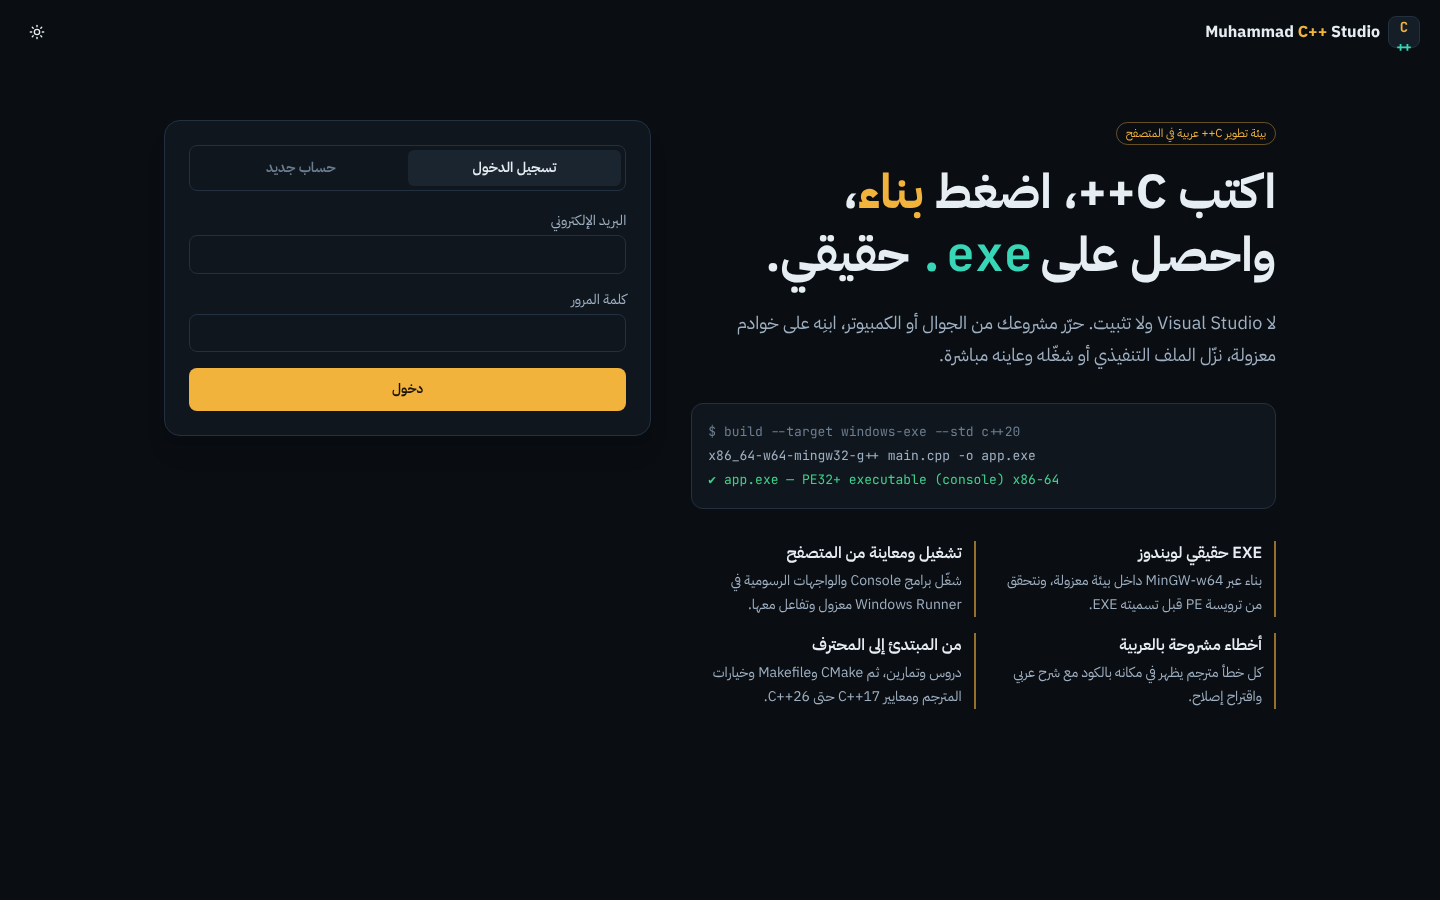 C
++
Muhammad C++ Studio
بيئة تطوير C++ عربية في المتصفح
اكتب C++، اضغط بناء،
واحصل على exe. حقيقي.
لا Visual Studio ولا تثبيت. حرّر مشروعك من الجوال أو الكمبيوتر، ابنِه على خوادم
معزولة، نزّل الملف التنفيذي أو شغّله وعاينه مباشرة.
$ build --target windows-exe --std c++20
x86_64-w64-mingw32-g++ main.cpp -o app.exe
✔ app.exe — PE32+ executable (console) x86-64
EXE حقيقي لويندوز
بناء عبر MinGW-w64 داخل بيئة معزولة، ونتحقق
من ترويسة PE قبل تسميته EXE.
تشغيل ومعاينة من المتصفح
شغّل برامج Console والواجهات الرسومية في
Windows Runner معزول وتفاعل معها.
أخطاء مشروحة بالعربية
كل خطأ مترجم يظهر في مكانه بالكود مع شرح عربي
واقتراح إصلاح.
من المبتدئ إلى المحترف
دروس وتمارين، ثم CMake وMakefile وخيارات
المترجم ومعايير C++17 حتى C++26.
تسجيل الدخول
حساب جديد
البريد الإلكتروني
كلمة المرور
دخول